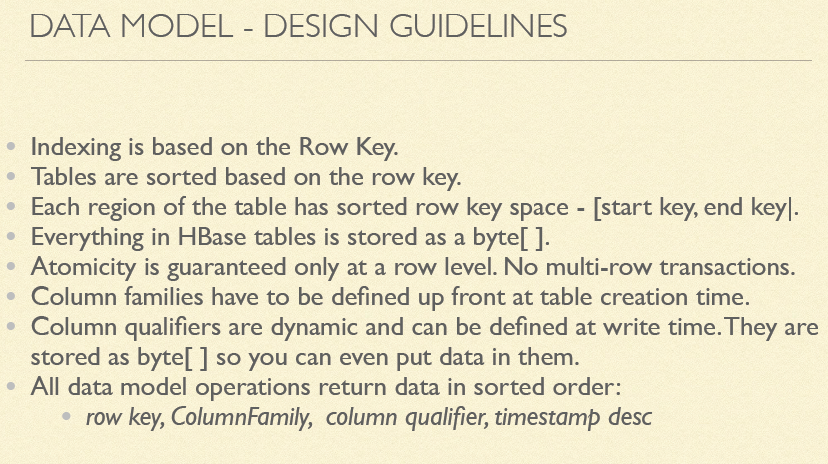 DATA MODEL - DESIGN GUIDELINES
• Indexing is based on the Row Key.
• Tables are sorted based on the row key.
• Each region of the table has sorted row key space - [start key, end key|.
• Everything in HBase tables is stored as a byte[ ].
• Atomicity is guaranteed only at a row level. No multi-row transactions.
• Column families have to be defined up front at table creation time.
• Column qualifiers are dynamic and can be defined at write time. They are
stored as byte[ ] so you can even put data in them.
• All data model operations return data in sorted order:
• row key, ColumnFamily, column qualifier, timestamp desc